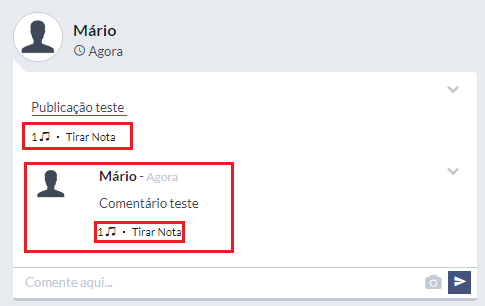 Mário
Agora
Publicação teste
1 ♫ · Tirar Nota
Mário - Agora
Comentário teste
1 ♫ · Tirar Nota
Comente aqui...